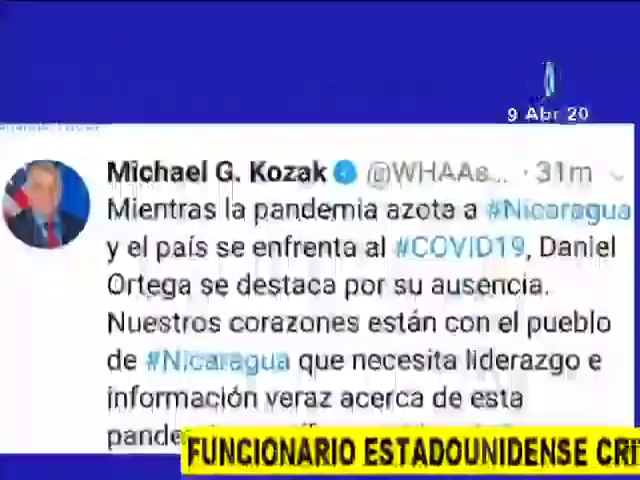 9 Abr 20
Michael G. Kozak @WHAAs... · 31m
Mientras la pandemia azota a #Nicaragua
y el país se enfrenta al #COVID19, Daniel
Ortega se destaca por su ausencia.
Nuestros corazones están con el pueblo
de #Nicaragua que necesita liderazgo e
información veraz acerca de esta
pande
FUNCIONARIO ESTADOUNIDENSE CRI